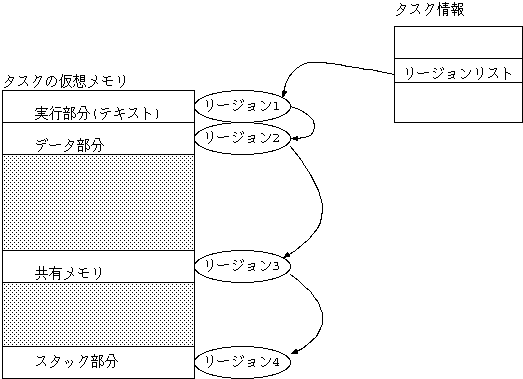 タスク情報
リージョンリスト
タスクの仮想メモリ
実行部分(テキスト)
リージョン1
データ部分
リージョン2
共有メモリ
リージョン3
スタック部分
リージョン4